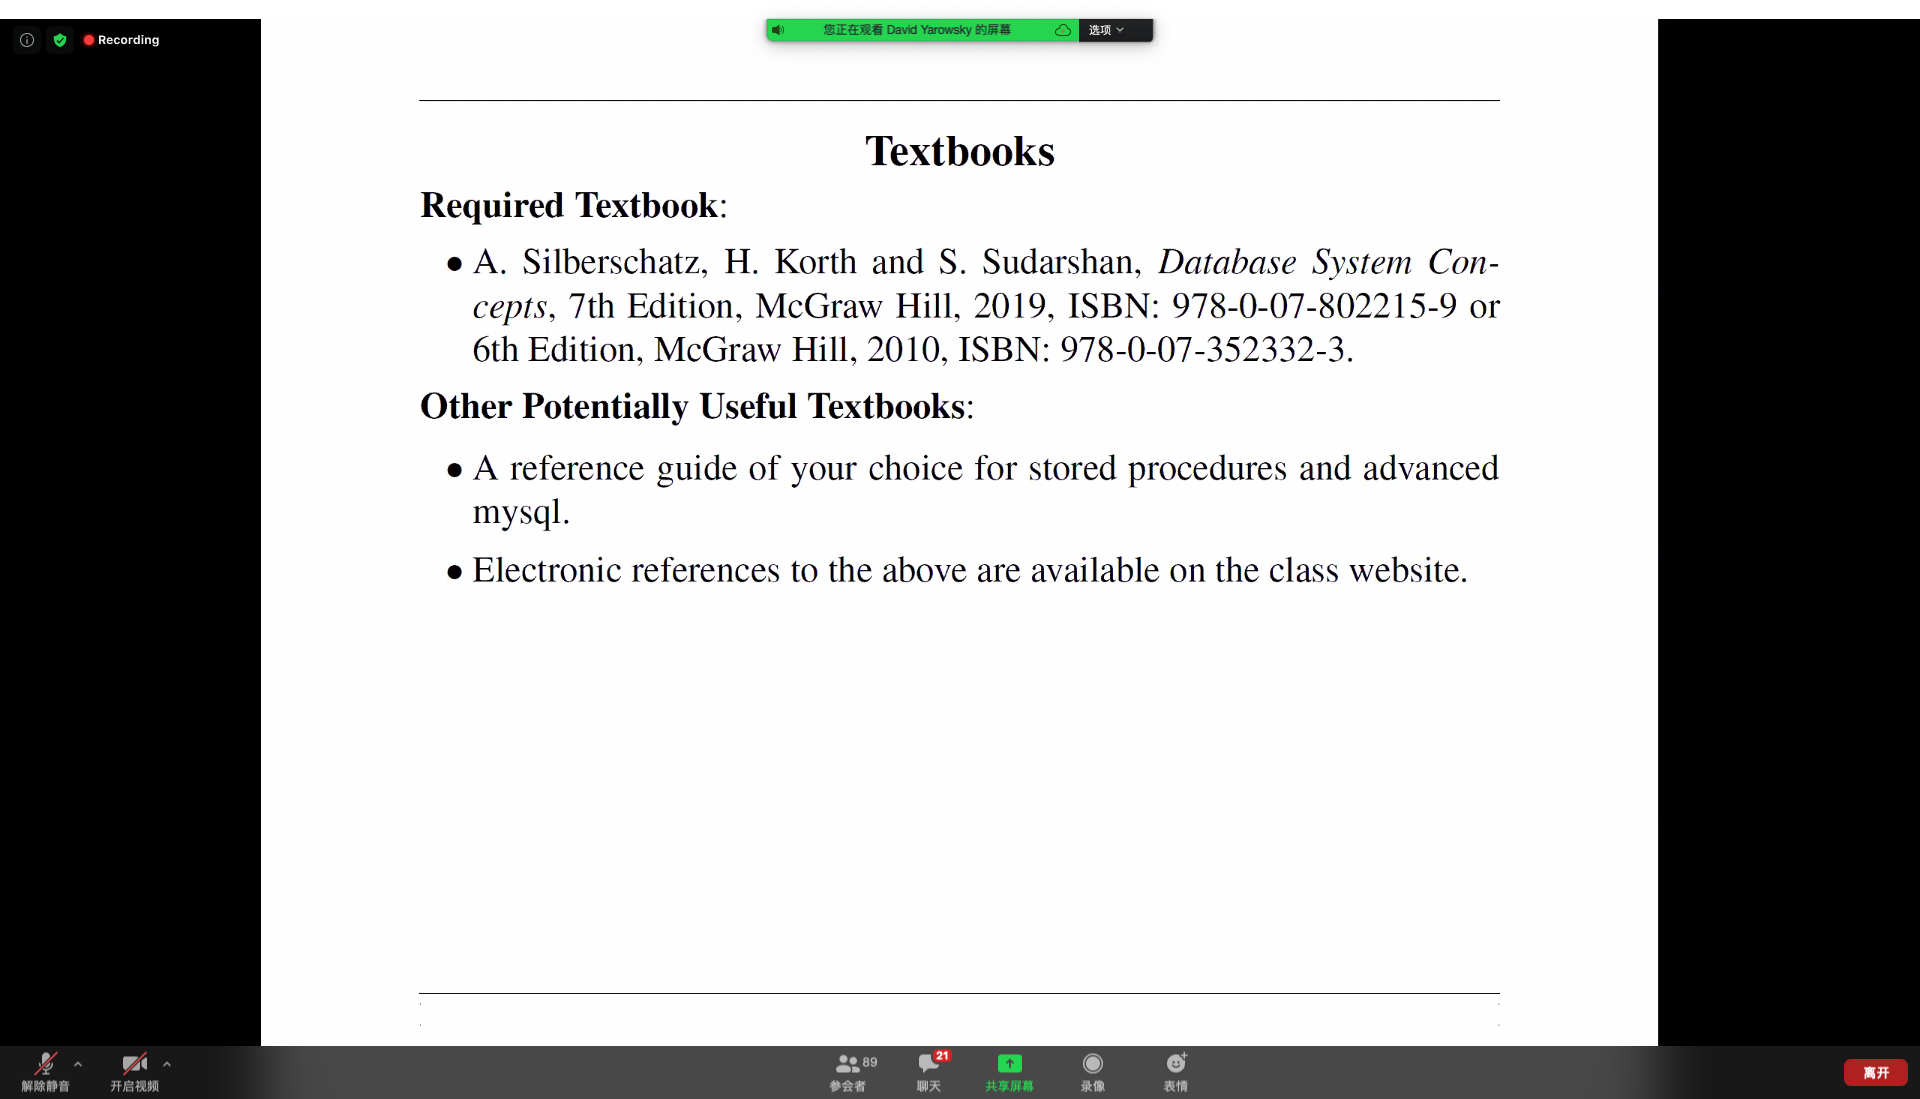 Recording
您正在观看 David Yarowsky 的屏幕
选项
Textbooks
Required Textbook:
• A. Silberschatz, H. Korth and S. Sudarshan, Database System Con-
cepts, 7th Edition, McGraw Hill, 2019, ISBN: 978-0-07-802215-9 or
6th Edition, McGraw Hill, 2010, ISBN: 978-0-07-352332-3.
Other Potentially Useful Textbooks:
• A reference guide of your choice for stored procedures and advanced
mysql.
• Electronic references to the above are available on the class website.
解除静音
开启视频
89
参会者
21
聊天
共享屏幕
录像
表情
离开